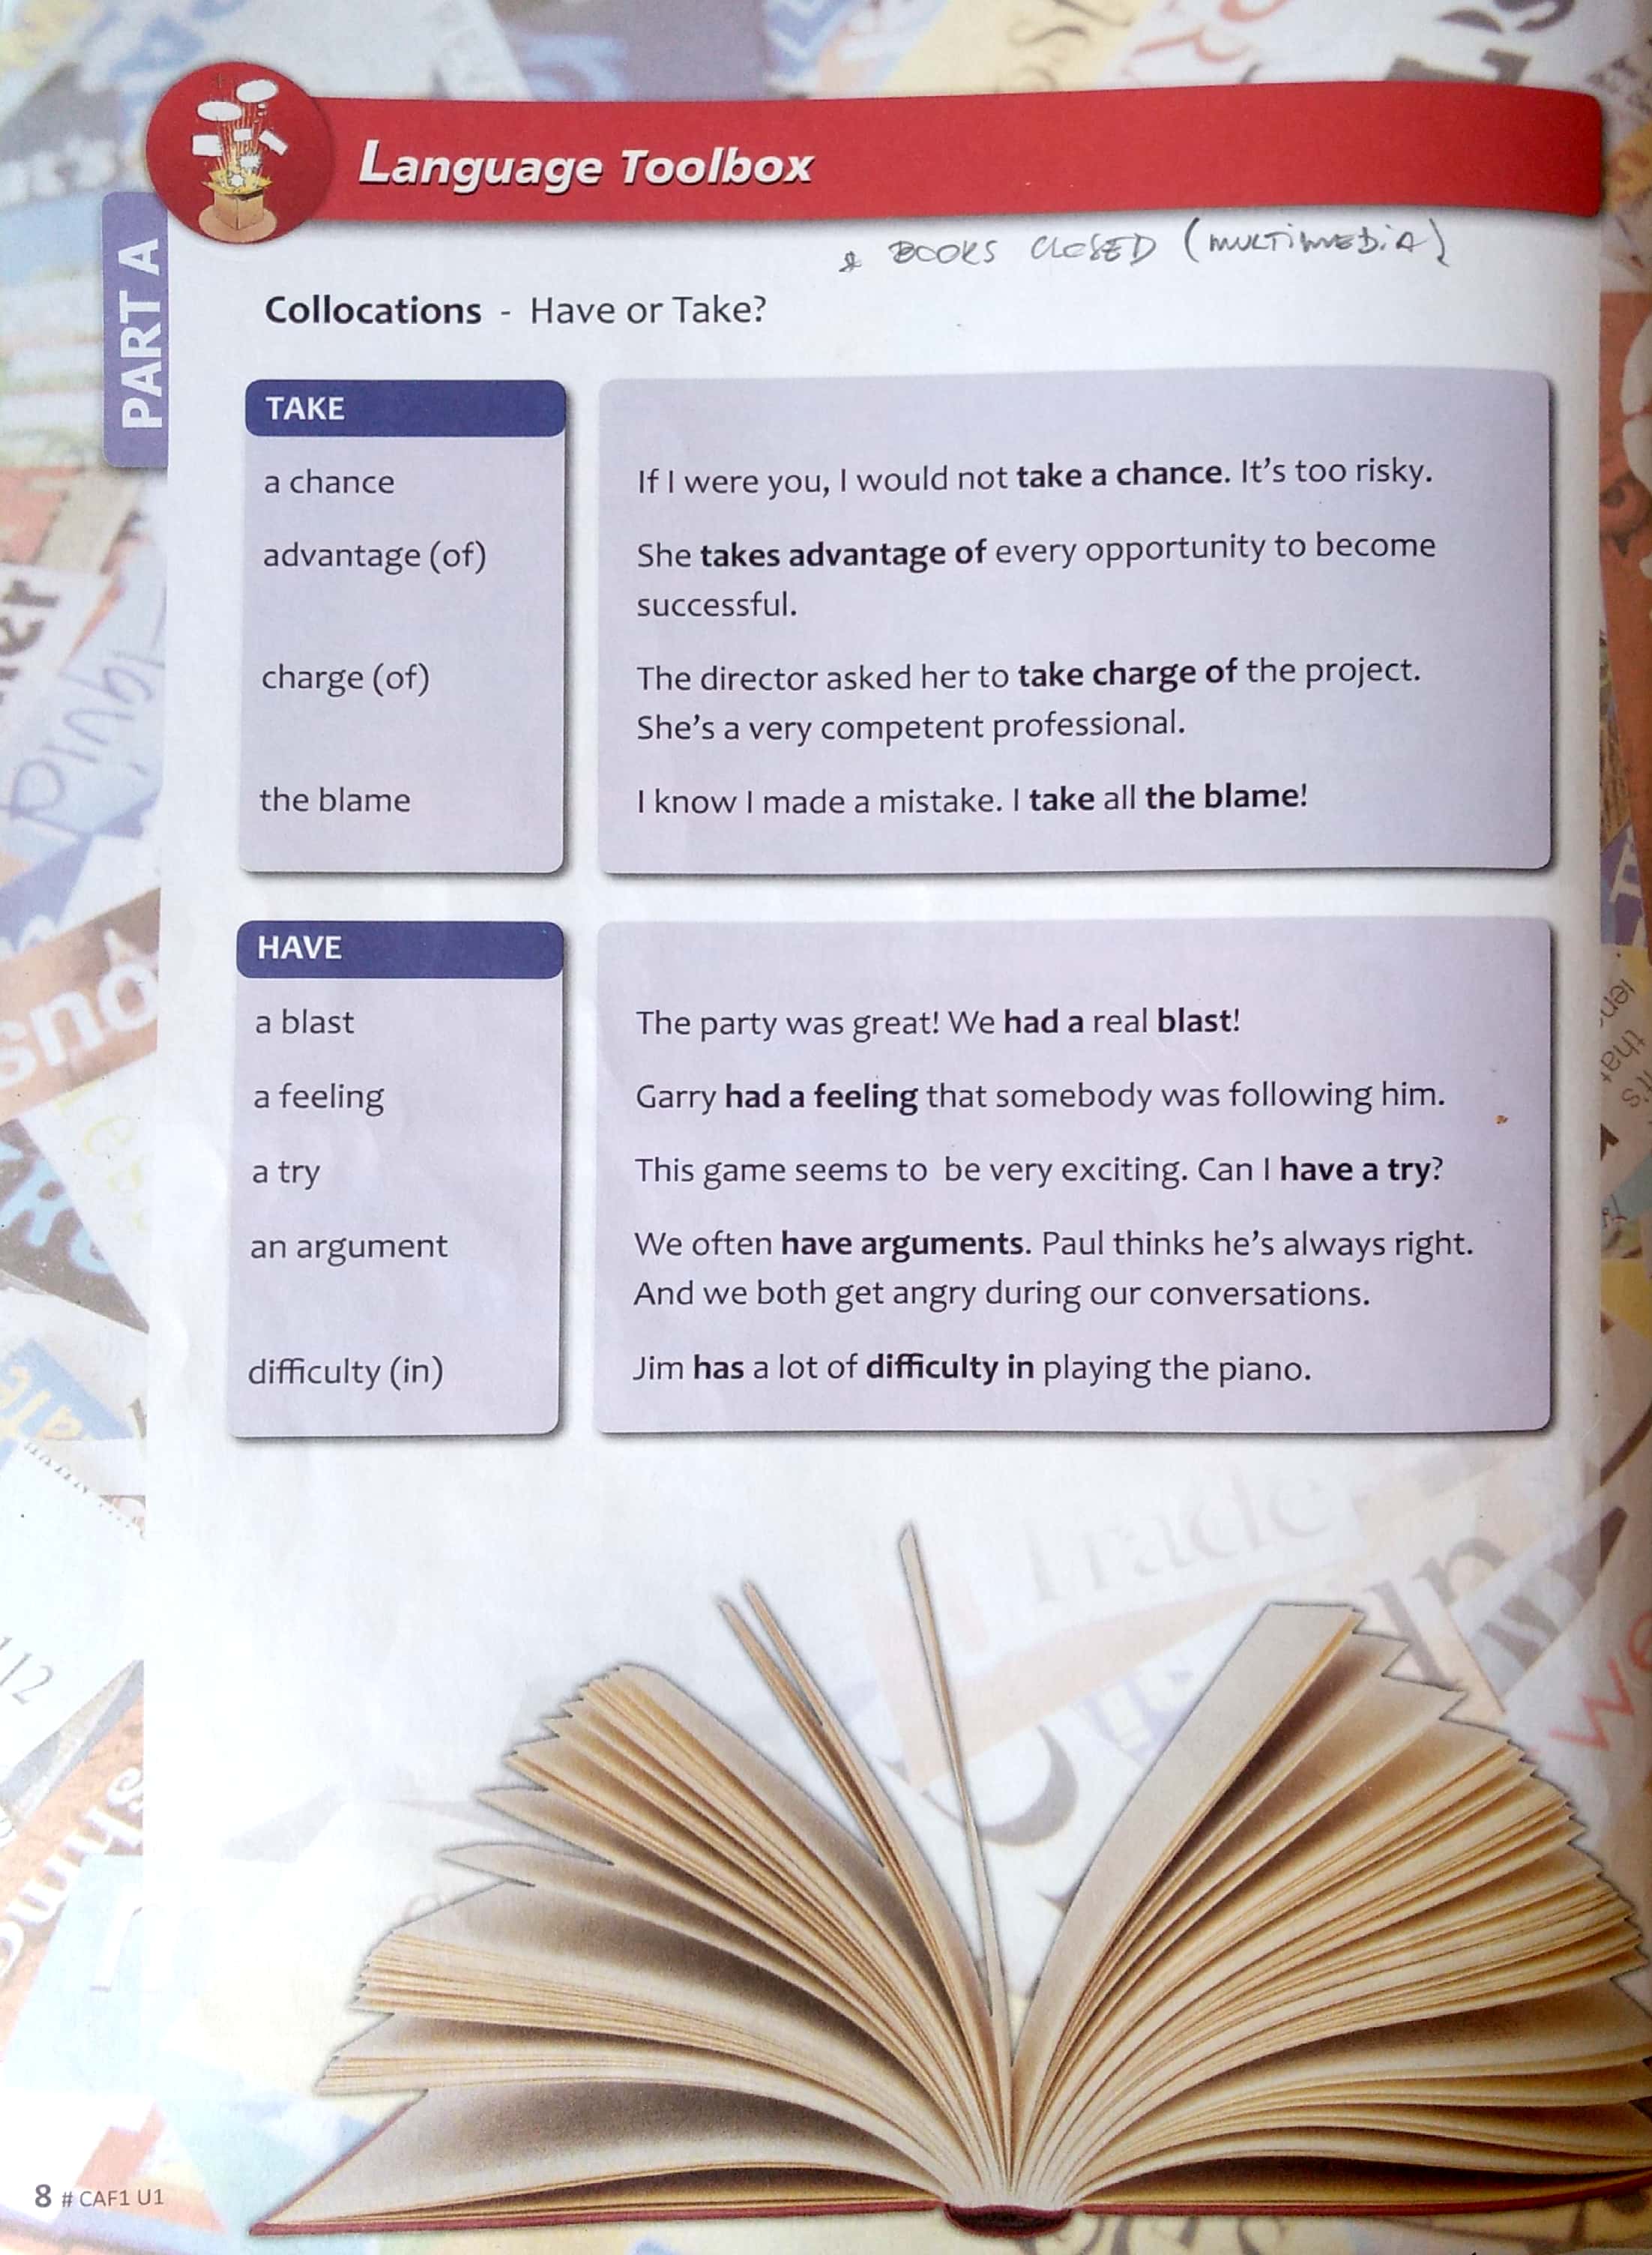 Language Toolbox
BOOKS CLOSED (MULTIMEDIA)
PART A
Collocations - Have or Take?
TAKE
a chance
If I were you, I would not take a chance. It's too risky.
advantage (of)
She takes advantage of every opportunity to become
successful.
charge (of)
The director asked her to take charge of the project.
She's a very competent professional.
the blame
I know I made a mistake. I take all the blame!
HAVE
a blast
The party was great! We had a real blast!
a feeling
Garry had a feeling that somebody was following him.
a try
This game seems to be very exciting. Can I have a try?
an argument
We often have arguments. Paul thinks he's always right.
And we both get angry during our conversations.
difficulty (in)
Jim has a lot of difficulty in playing the piano.
Trade
8 # CAF1 U1